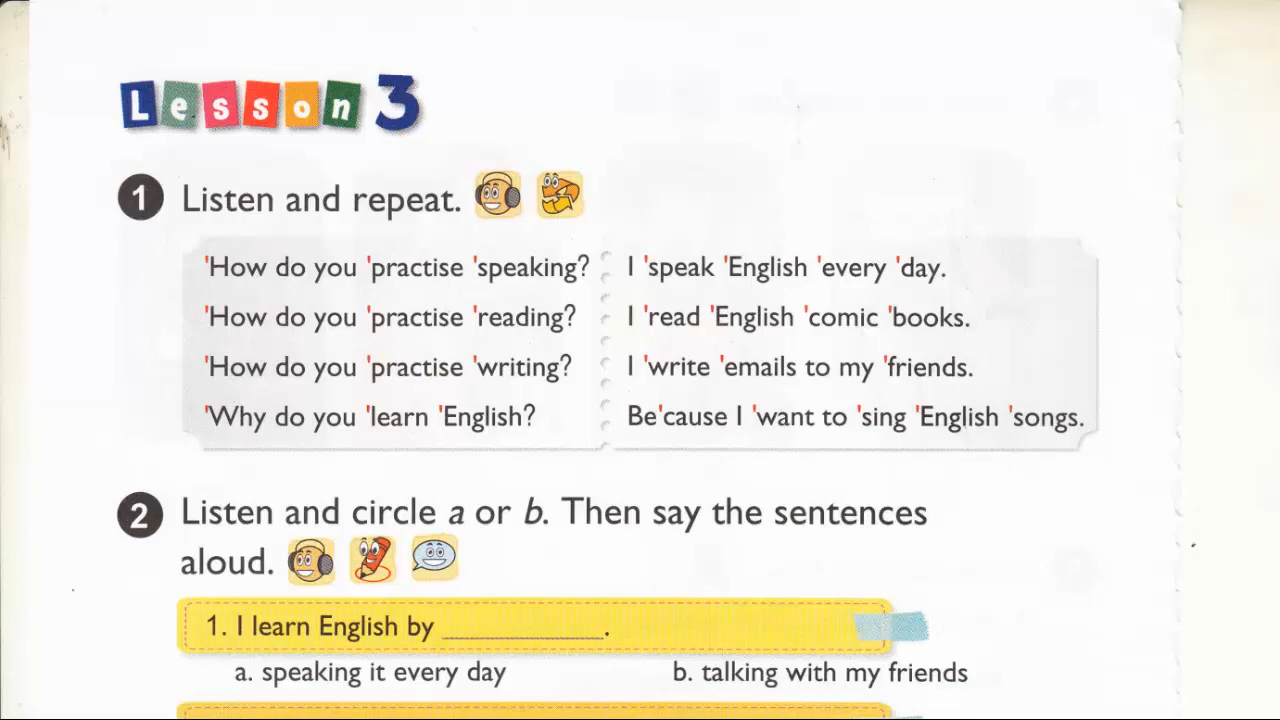 Lesson 3
1 Listen and repeat.
'How do you 'practise 'speaking? I 'speak 'English 'every 'day.
'How do you 'practise 'reading? I 'read 'English 'comic 'books.
'How do you 'practise 'writing? I 'write 'emails to my 'friends.
'Why do you 'learn 'English? Be'cause I 'want to 'sing 'English 'songs.
2 Listen and circle a or b. Then say the sentences
aloud.
1. I learn English by ____________.
a. speaking it every day b. talking with my friends